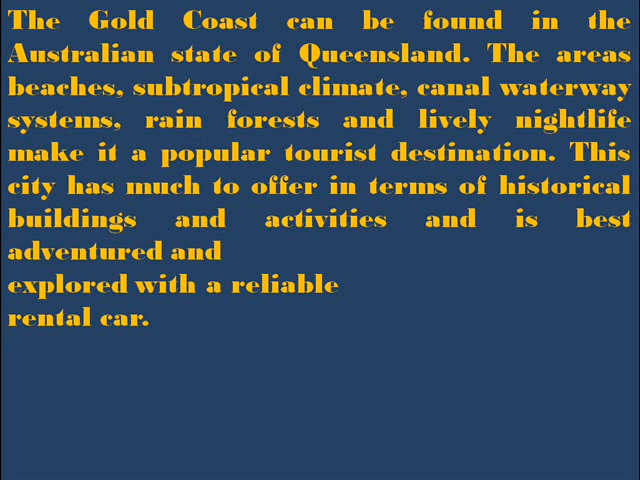 The Gold Coast can be found in the
Australian state of Queensland. The areas
beaches, subtropical climate, canal waterway
systems, rain forests and lively nightlife
make it a popular tourist destination. This
city has much to offer in terms of historical
buildings and activities and is best
adventured and
explored with a reliable
rental car.